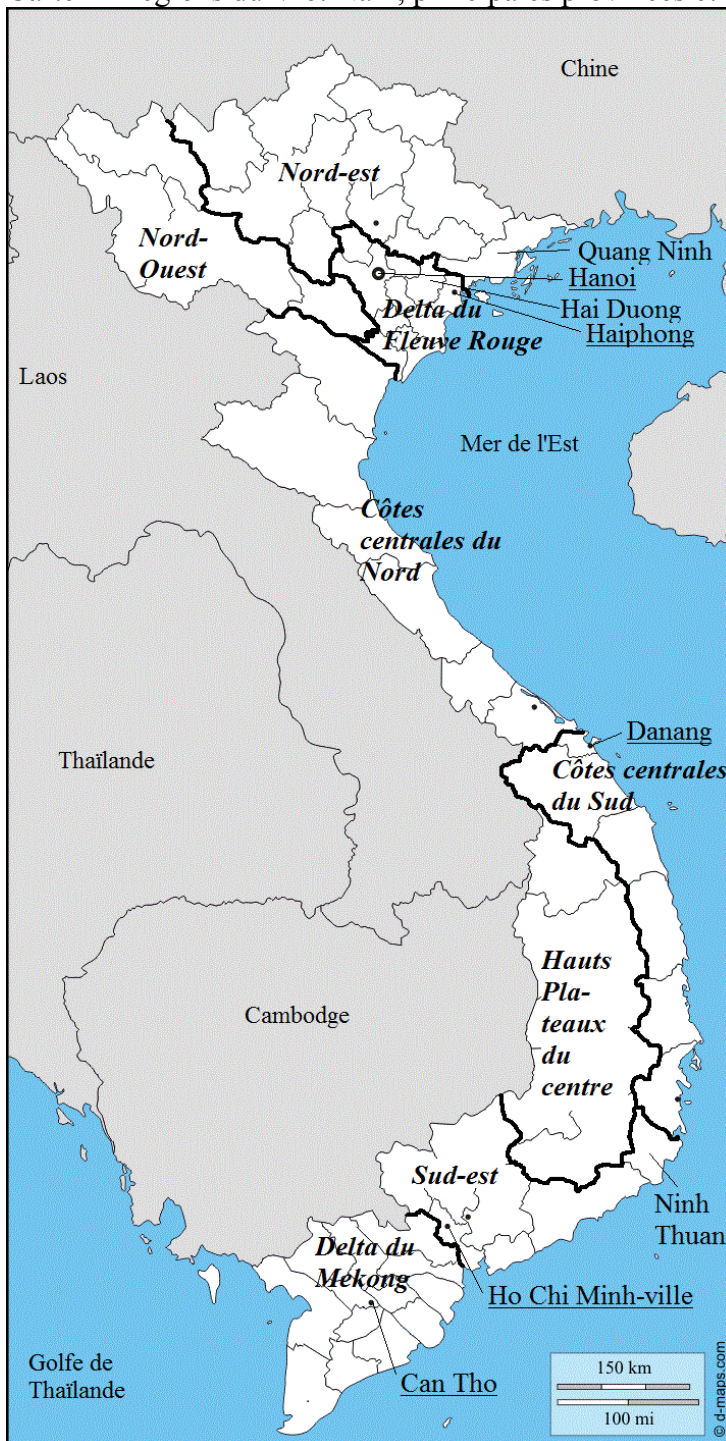 Chine
Nord-est
Nord-
Ouest
Quang Ninh
Hanoi
Hai Duong
Delta du
Fleuve Rouge
Haiphong
Laos
Mer de l'Est
Côtes
centrales du
Nord
Danang
Thaïlande
Côtes centrales
du Sud
Hauts
Pla-
teaux
du
centre
Cambodge
Sud-est
Ninh
Thuan
Delta du
Mékong
Ho Chi Minh-ville
Golfe de
Thaïlande
Can Tho
150 km
100 mi
© d-maps.com